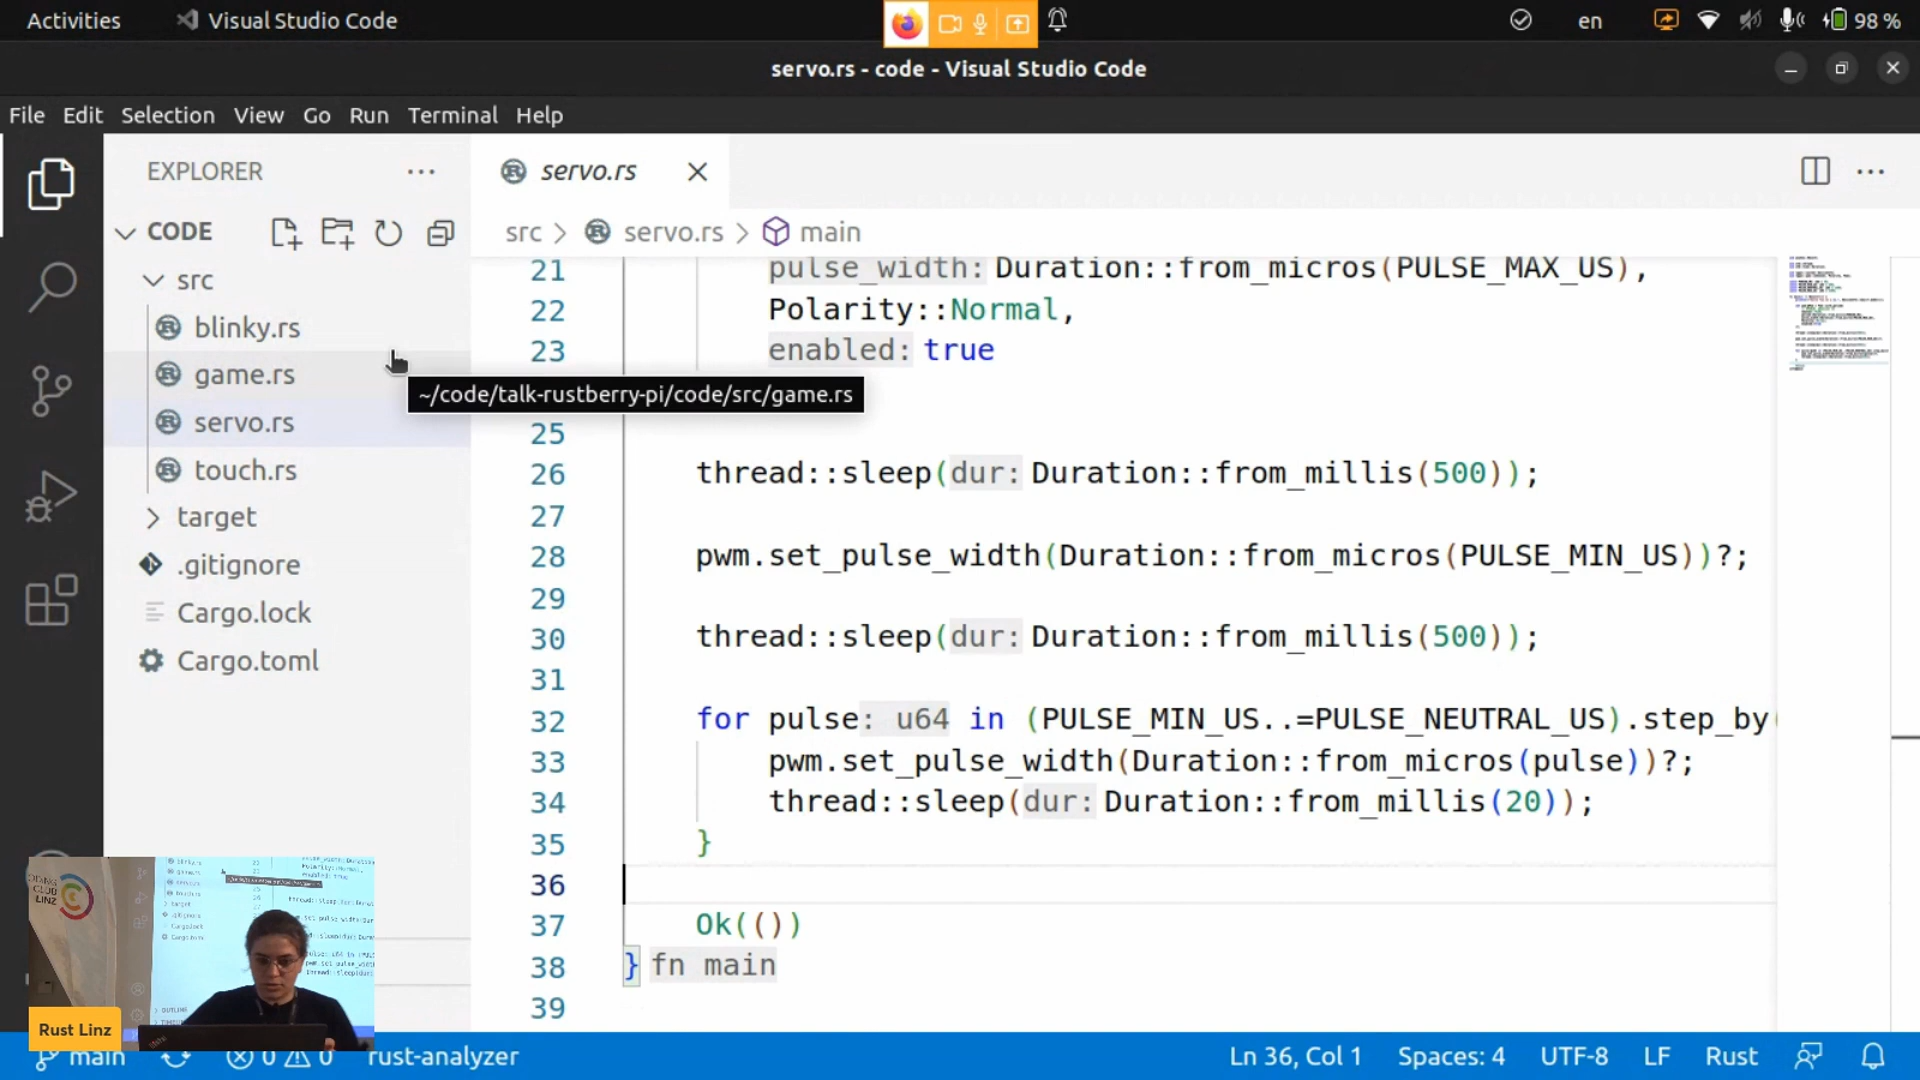 Activities
Visual Studio Code
en
98 %
servo.rs - code - Visual Studio Code
File Edit Selection View Go Run Terminal Help
EXPLORER
servo.rs
CODE
src > servo.rs > main
src
blinky.rs
game.rs
servo.rs
touch.rs
target
.gitignore
Cargo.lock
Cargo.toml
~/code/talk-rustberry-pi/code/src/game.rs
21 pulse_width: Duration::from_micros(PULSE_MAX_US),
22 Polarity::Normal,
23 enabled: true
25
26 thread::sleep(dur: Duration::from_millis(500));
27
28 pwm.set_pulse_width(Duration::from_micros(PULSE_MIN_US))?;
29
30 thread::sleep(dur: Duration::from_millis(500));
31
32 for pulse: u64 in (PULSE_MIN_US..=PULSE_NEUTRAL_US).step_by(
33 pwm.set_pulse_width(Duration::from_micros(pulse))?;
34 thread::sleep(dur: Duration::from_millis(20));
35 }
36
37 Ok(())
38 } fn main
39
CLUB
LINZ
Rust Linz
main
0
0
rust-analyzer
Ln 36, Col 1
Spaces: 4
UTF-8
LF
Rust